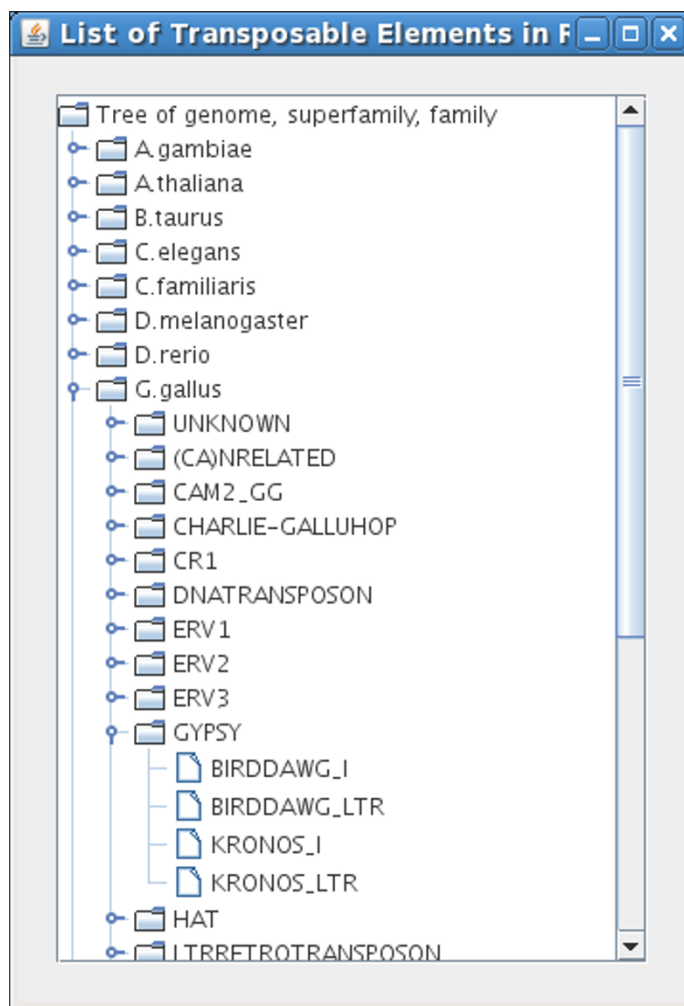 List of Transposable Elements in
Tree of genome, superfamily, family
A.gambiae
A.thaliana
B.taurus
C.elegans
C.familiaris
D.melanogaster
D.rerio
G.gallus
UNKNOWN
(CA)NRELATED
CAM2_GG
CHARLIE-GALLUHOP
CR1
DNATRANSPOSON
ERV1
ERV2
ERV3
GYPSY
BIRDDAWG_I
BIRDDAWG_LTR
KRONOS_I
KRONOS_LTR
HAT
LTRRETROTRANSPOSON